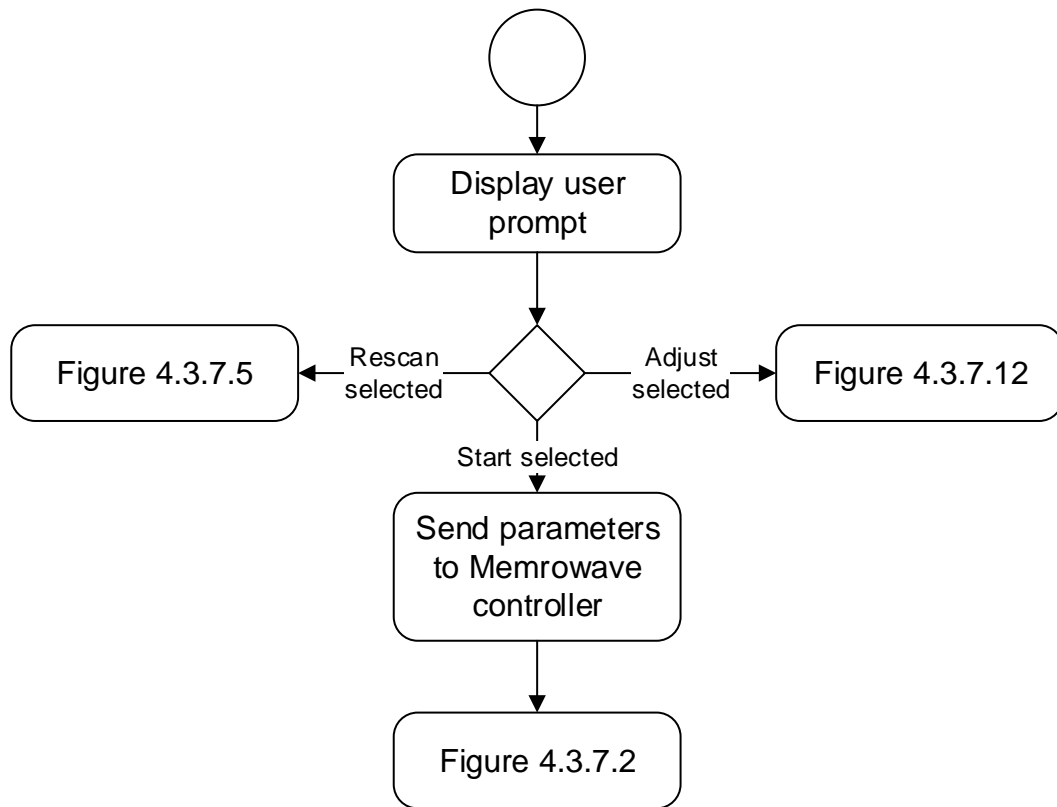 Display user
prompt
Figure 4.3.7.5
Rescan
selected
Adjust
selected
Figure 4.3.7.12
Start selected
Send parameters
to Memrowave
controller
Figure 4.3.7.2